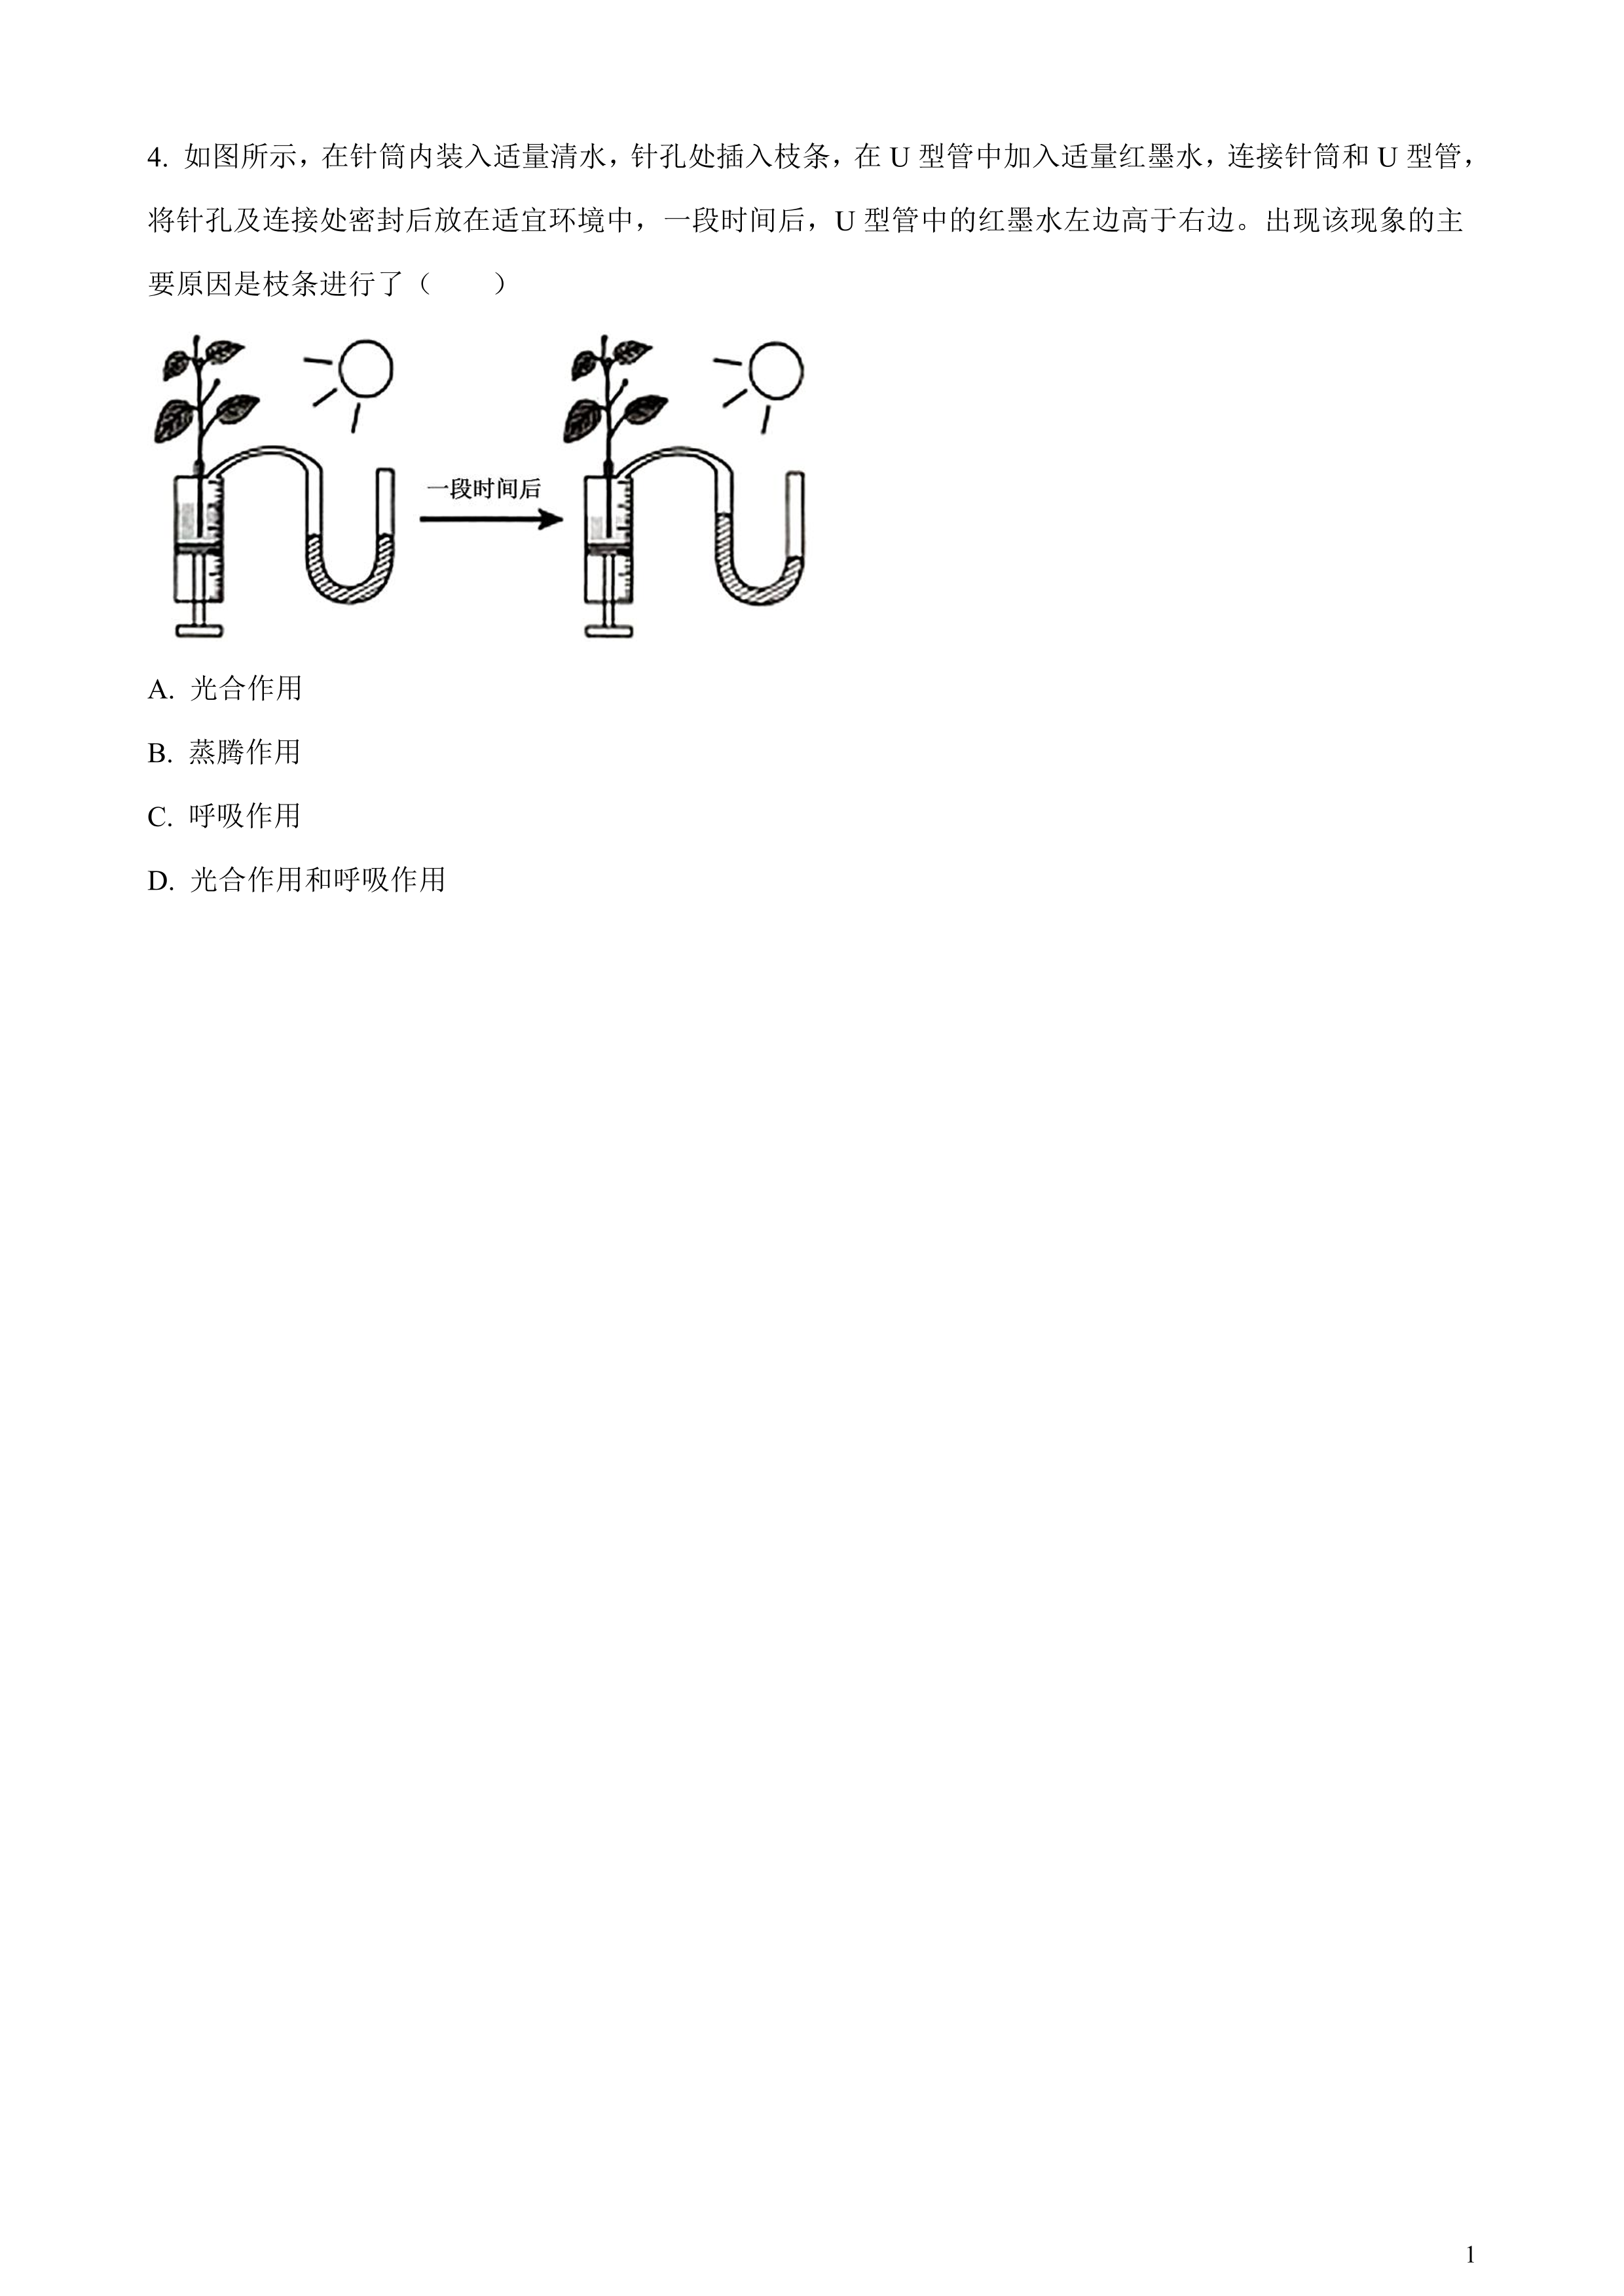 4. 如图所示，在针筒内装入适量清水，针孔处插入枝条，在 U 型管中加入适量红墨水，连接针筒和 U 型管，
将针孔及连接处密封后放在适宜环境中，一段时间后，U 型管中的红墨水左边高于右边。出现该现象的主
要原因是枝条进行了（　　）
一段时间后
A. 光合作用
B. 蒸腾作用
C. 呼吸作用
D. 光合作用和呼吸作用
1